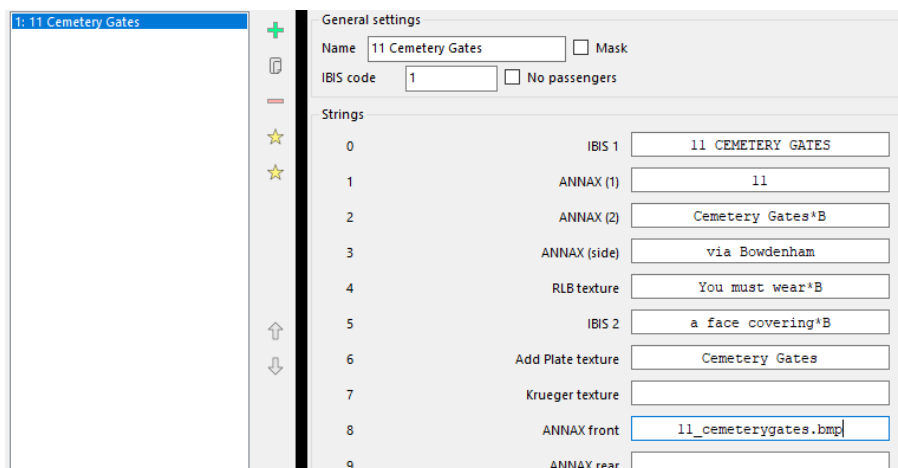 1: 11 Cemetery Gates
General settings
Name 11 Cemetery Gates Mask
IBIS code 1 No passengers
Strings
0 IBIS 1 11 CEMETERY GATES
1 ANNAX (1) 11
2 ANNAX (2) Cemetery Gates*B
3 ANNAX (side) via Bowdenham
4 RLB texture You must wear*B
5 IBIS 2 a face covering*B
6 Add Plate texture Cemetery Gates
7 Krueger texture
8 ANNAX front 11_cemeterygates.bmp
9 ANNAX rear